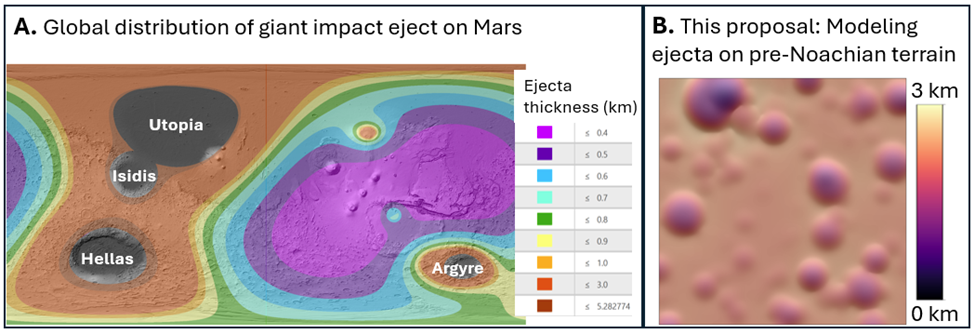 A. Global distribution of giant impact eject on Mars
Utopia
Isidis
Hellas
Argyre
Ejecta
thickness (km)
≤ 0.4
≤ 0.5
≤ 0.6
≤ 0.7
≤ 0.8
≤ 0.9
≤ 1.0
≤ 3.0
≤ 5.282774
B. This proposal: Modeling
ejecta on pre-Noachian terrain
3 km
0 km